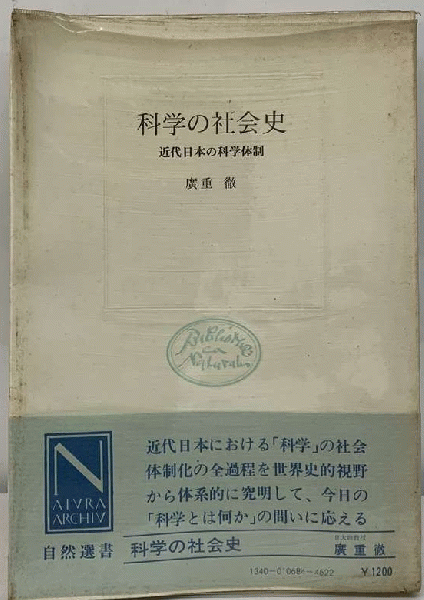 科学の社会史
近代日本の科学体制
廣重 徹
近代日本における「科学」の社会
体制化の全過程を世界史的視野
から体系的に究明して、今日の
「科学とは何か」の問いに応える
N
ATVRA
ARCHIV
自然選書
科学の社会史
廣重 徹
¥1200